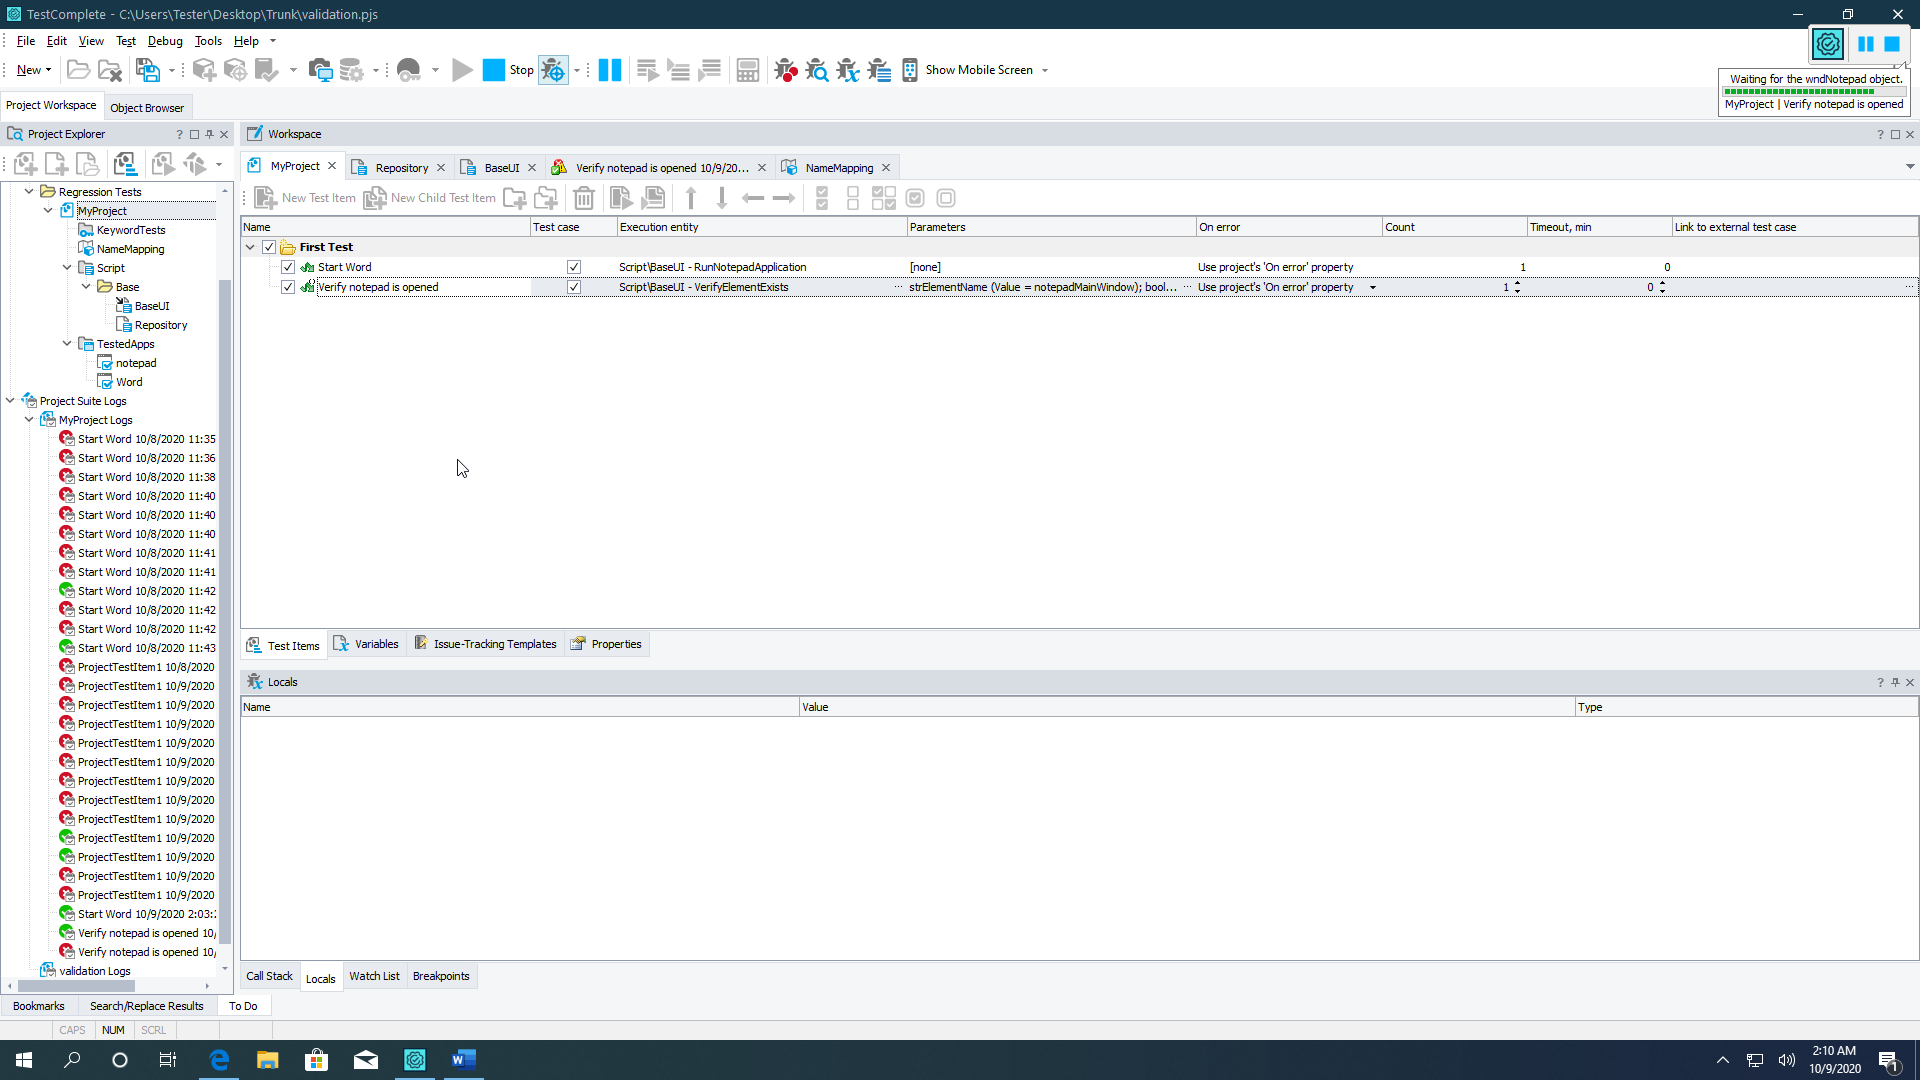 TestComplete - C:\Users\Tester\Desktop\Trunk\validation.pjs
File Edit View Test Debug Tools Help
New
Stop
Show Mobile Screen
Waiting for the wndNotepad object.
MyProject | Verify notepad is opened
Project Workspace Object Browser
Project Explorer ?
Workspace ?
MyProject Repository BaseUI Verify notepad is opened 10/9/20... NameMapping
New Test Item New Child Test Item
Name Test case Execution entity Parameters On error Count Timeout, min Link to external test case
First Test
Start Word Script\BaseUI - RunNotepadApplication [none] Use project's 'On error' property 1 0
Verify notepad is opened Script\BaseUI - VerifyElementExists ... strElementName (Value = notepadMainWindow); bool... ... Use project's 'On error' property 1 0 ...
Regression Tests
MyProject
KeywordTests
NameMapping
Script
Base
BaseUI
Repository
TestedApps
notepad
Word
Project Suite Logs
MyProject Logs
Start Word 10/8/2020 11:35
Start Word 10/8/2020 11:36
Start Word 10/8/2020 11:38
Start Word 10/8/2020 11:40
Start Word 10/8/2020 11:40
Start Word 10/8/2020 11:40
Start Word 10/8/2020 11:41
Start Word 10/8/2020 11:41
Start Word 10/8/2020 11:42
Start Word 10/8/2020 11:42
Start Word 10/8/2020 11:42
Start Word 10/8/2020 11:43
ProjectTestItem1 10/8/2020
ProjectTestItem1 10/9/2020
ProjectTestItem1 10/9/2020
ProjectTestItem1 10/9/2020
ProjectTestItem1 10/9/2020
ProjectTestItem1 10/9/2020
ProjectTestItem1 10/9/2020
ProjectTestItem1 10/9/2020
ProjectTestItem1 10/9/2020
ProjectTestItem1 10/9/2020
ProjectTestItem1 10/9/2020
ProjectTestItem1 10/9/2020
ProjectTestItem1 10/9/2020
Start Word 10/9/2020 2:03:
Verify notepad is opened 10/
Verify notepad is opened 10/
validation Logs
Test Items Variables Issue-Tracking Templates Properties
Locals ?
Name Value Type
Call Stack Locals Watch List Breakpoints
Bookmarks Search/Replace Results To Do
CAPS NUM SCRL
2:10 AM
10/9/2020
1